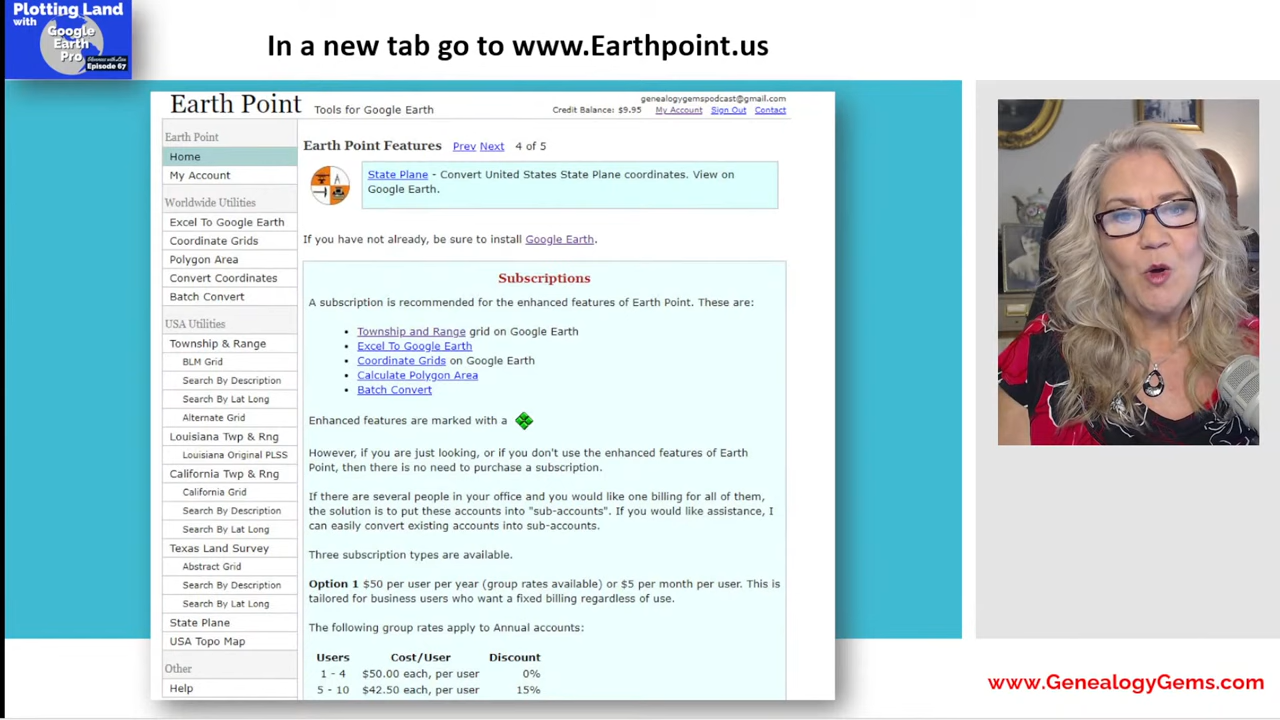 Plotting Land
with
Google
Earth
Pro
Episode 67
In a new tab go to www.Earthpoint.us
Earth Point
Tools for Google Earth
genealogygemspodcast@gmail.com
Credit Balance: $9.95 My Account Sign Out Contact
Earth Point
Home
My Account
Worldwide Utilities
Excel To Google Earth
Coordinate Grids
Polygon Area
Convert Coordinates
Batch Convert
USA Utilities
Township & Range
BLM Grid
Search By Description
Search By Lat Long
Alternate Grid
Louisiana Twp & Rng
Louisiana Original PLSS
California Twp & Rng
California Grid
Search By Description
Search By Lat Long
Texas Land Survey
Abstract Grid
Search By Description
Search By Lat Long
State Plane
USA Topo Map
Other
Help
Earth Point Features Prev Next 4 of 5
State Plane - Convert United States State Plane coordinates. View on
Google Earth.
If you have not already, be sure to install Google Earth.
Subscriptions
A subscription is recommended for the enhanced features of Earth Point. These are:
• Township and Range grid on Google Earth
• Excel To Google Earth
• Coordinate Grids on Google Earth
• Calculate Polygon Area
• Batch Convert
Enhanced features are marked with a
However, if you are just looking, or if you don't use the enhanced features of Earth
Point, then there is no need to purchase a subscription.
If there are several people in your office and you would like one billing for all of them,
the solution is to put these accounts into "sub-accounts". If you would like assistance, I
can easily convert existing accounts into sub-accounts.
Three subscription types are available.
Option 1 $50 per user per year (group rates available) or $5 per month per user. This is
tailored for business users who want a fixed billing regardless of use.
The following group rates apply to Annual accounts:
Users Cost/User Discount
1 - 4 $50.00 each, per user 0%
5 - 10 $42.50 each, per user 15%
www.GenealogyGems.com